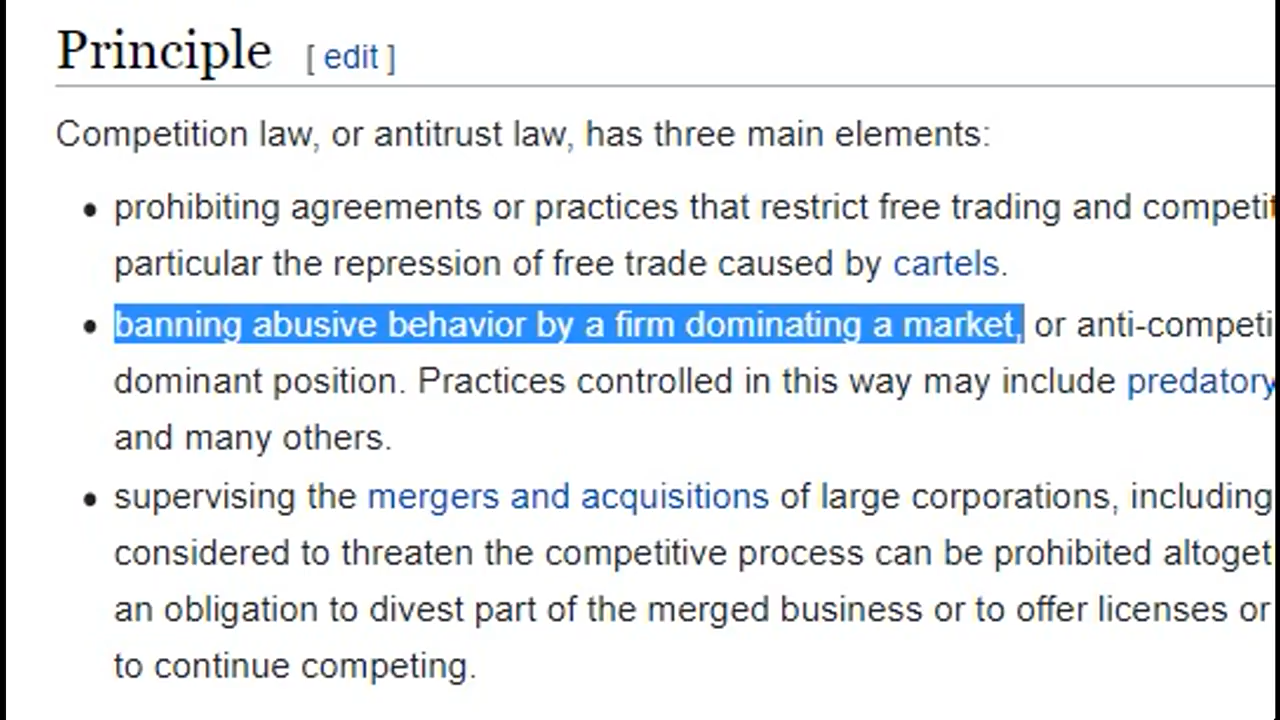 Principle [ edit ]
Competition law, or antitrust law, has three main elements:
• prohibiting agreements or practices that restrict free trading and
particular the repression of free trade caused by cartels.
• banning abusive behavior by a firm dominating a market, or
dominant position. Practices controlled in this way may include predatory
and many others.
• supervising the mergers and acquisitions of large corporations, including
considered to threaten the competitive process can be prohibited
an obligation to divest part of the merged business or to offer licenses or
to continue competing.